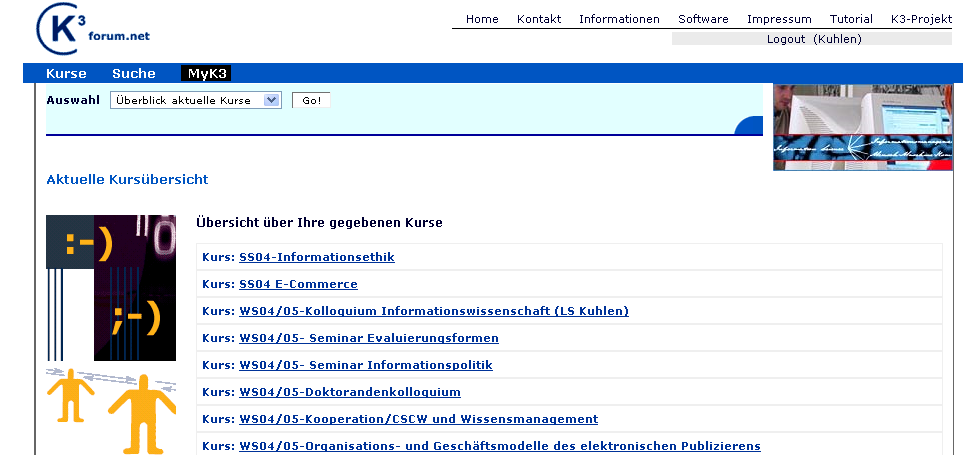 K3 forum.net
Home Kontakt Informationen Software Impressum Tutorial K3-Projekt
Logout (Kuhlen)
Kurse Suche MyK3
Auswahl Überblick aktuelle Kurse Go!
Aktuelle Kursübersicht
:-)
;-)
Übersicht über Ihre gegebenen Kurse
Kurs: SS04-Informationsethik
Kurs: SS04 E-Commerce
Kurs: WS04/05-Kolloquium Informationswissenschaft (LS Kuhlen)
Kurs: WS04/05- Seminar Evaluierungsformen
Kurs: WS04/05- Seminar Informationspolitik
Kurs: WS04/05-Doktorandenkolloquium
Kurs: WS04/05-Kooperation/CSCW und Wissensmanagement
Kurs: WS04/05-Organisations- und Geschäftsmodelle des elektronischen Publizierens